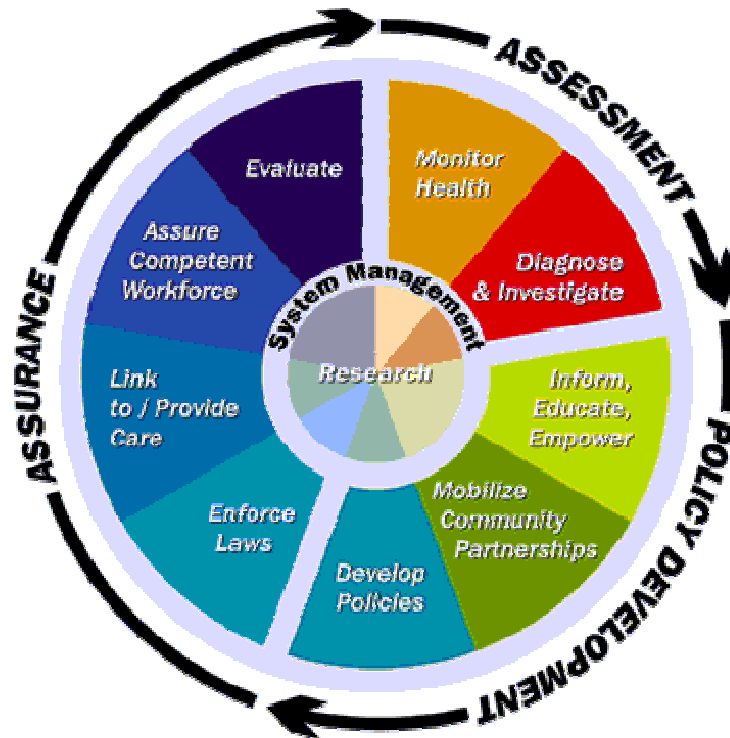 ASSESSMENT
Monitor
Health
Diagnose
& Investigate
POLICY DEVELOPMENT
Inform,
Educate,
Empower
Mobilize
Community
Partnerships
Develop
Policies
ASSURANCE
Enforce
Laws
Link
to / Provide
Care
Assure
Competent
Workforce
Evaluate
System Management
Research